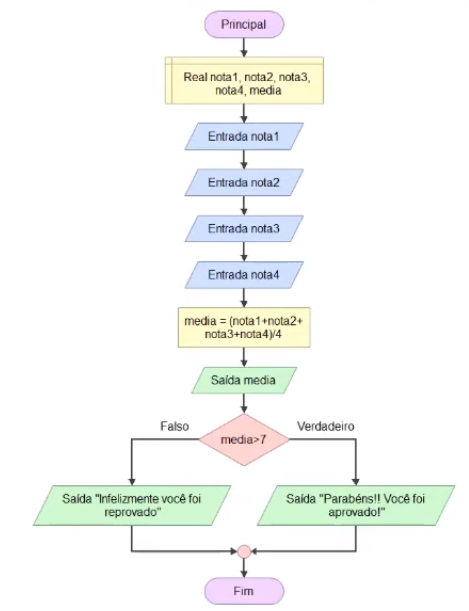 Principal
Real nota1, nota2, nota3,
nota4, media
Entrada nota1
Entrada nota2
Entrada nota3
Entrada nota4
media = (nota1+nota2+
nota3+nota4)/4
Saída media
Falso
media>7
Verdadeiro
Saída "Infelizmente você foi
reprovado"
Saída "Parabéns!! Você foi
aprovado!"
Fim